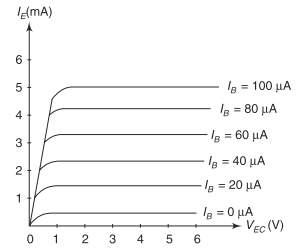 I_E(mA)
6
5
4
3
2
1
I_B = 100 μA
I_B = 80 μA
I_B = 60 μA
I_B = 40 μA
I_B = 20 μA
I_B = 0 μA
0 1 2 3 4 5 6
V_EC (V)